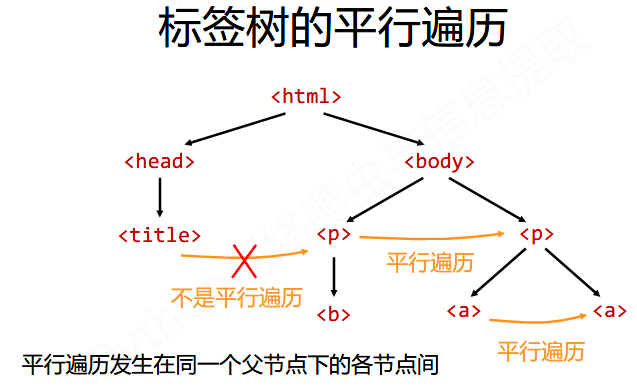 标签树的平行遍历
<html>
<head>
<body>
<title>
<p>
<p>
平行遍历
不是平行遍历
<b>
<a>
<a>
平行遍历
平行遍历发生在同一个父节点下的各节点间